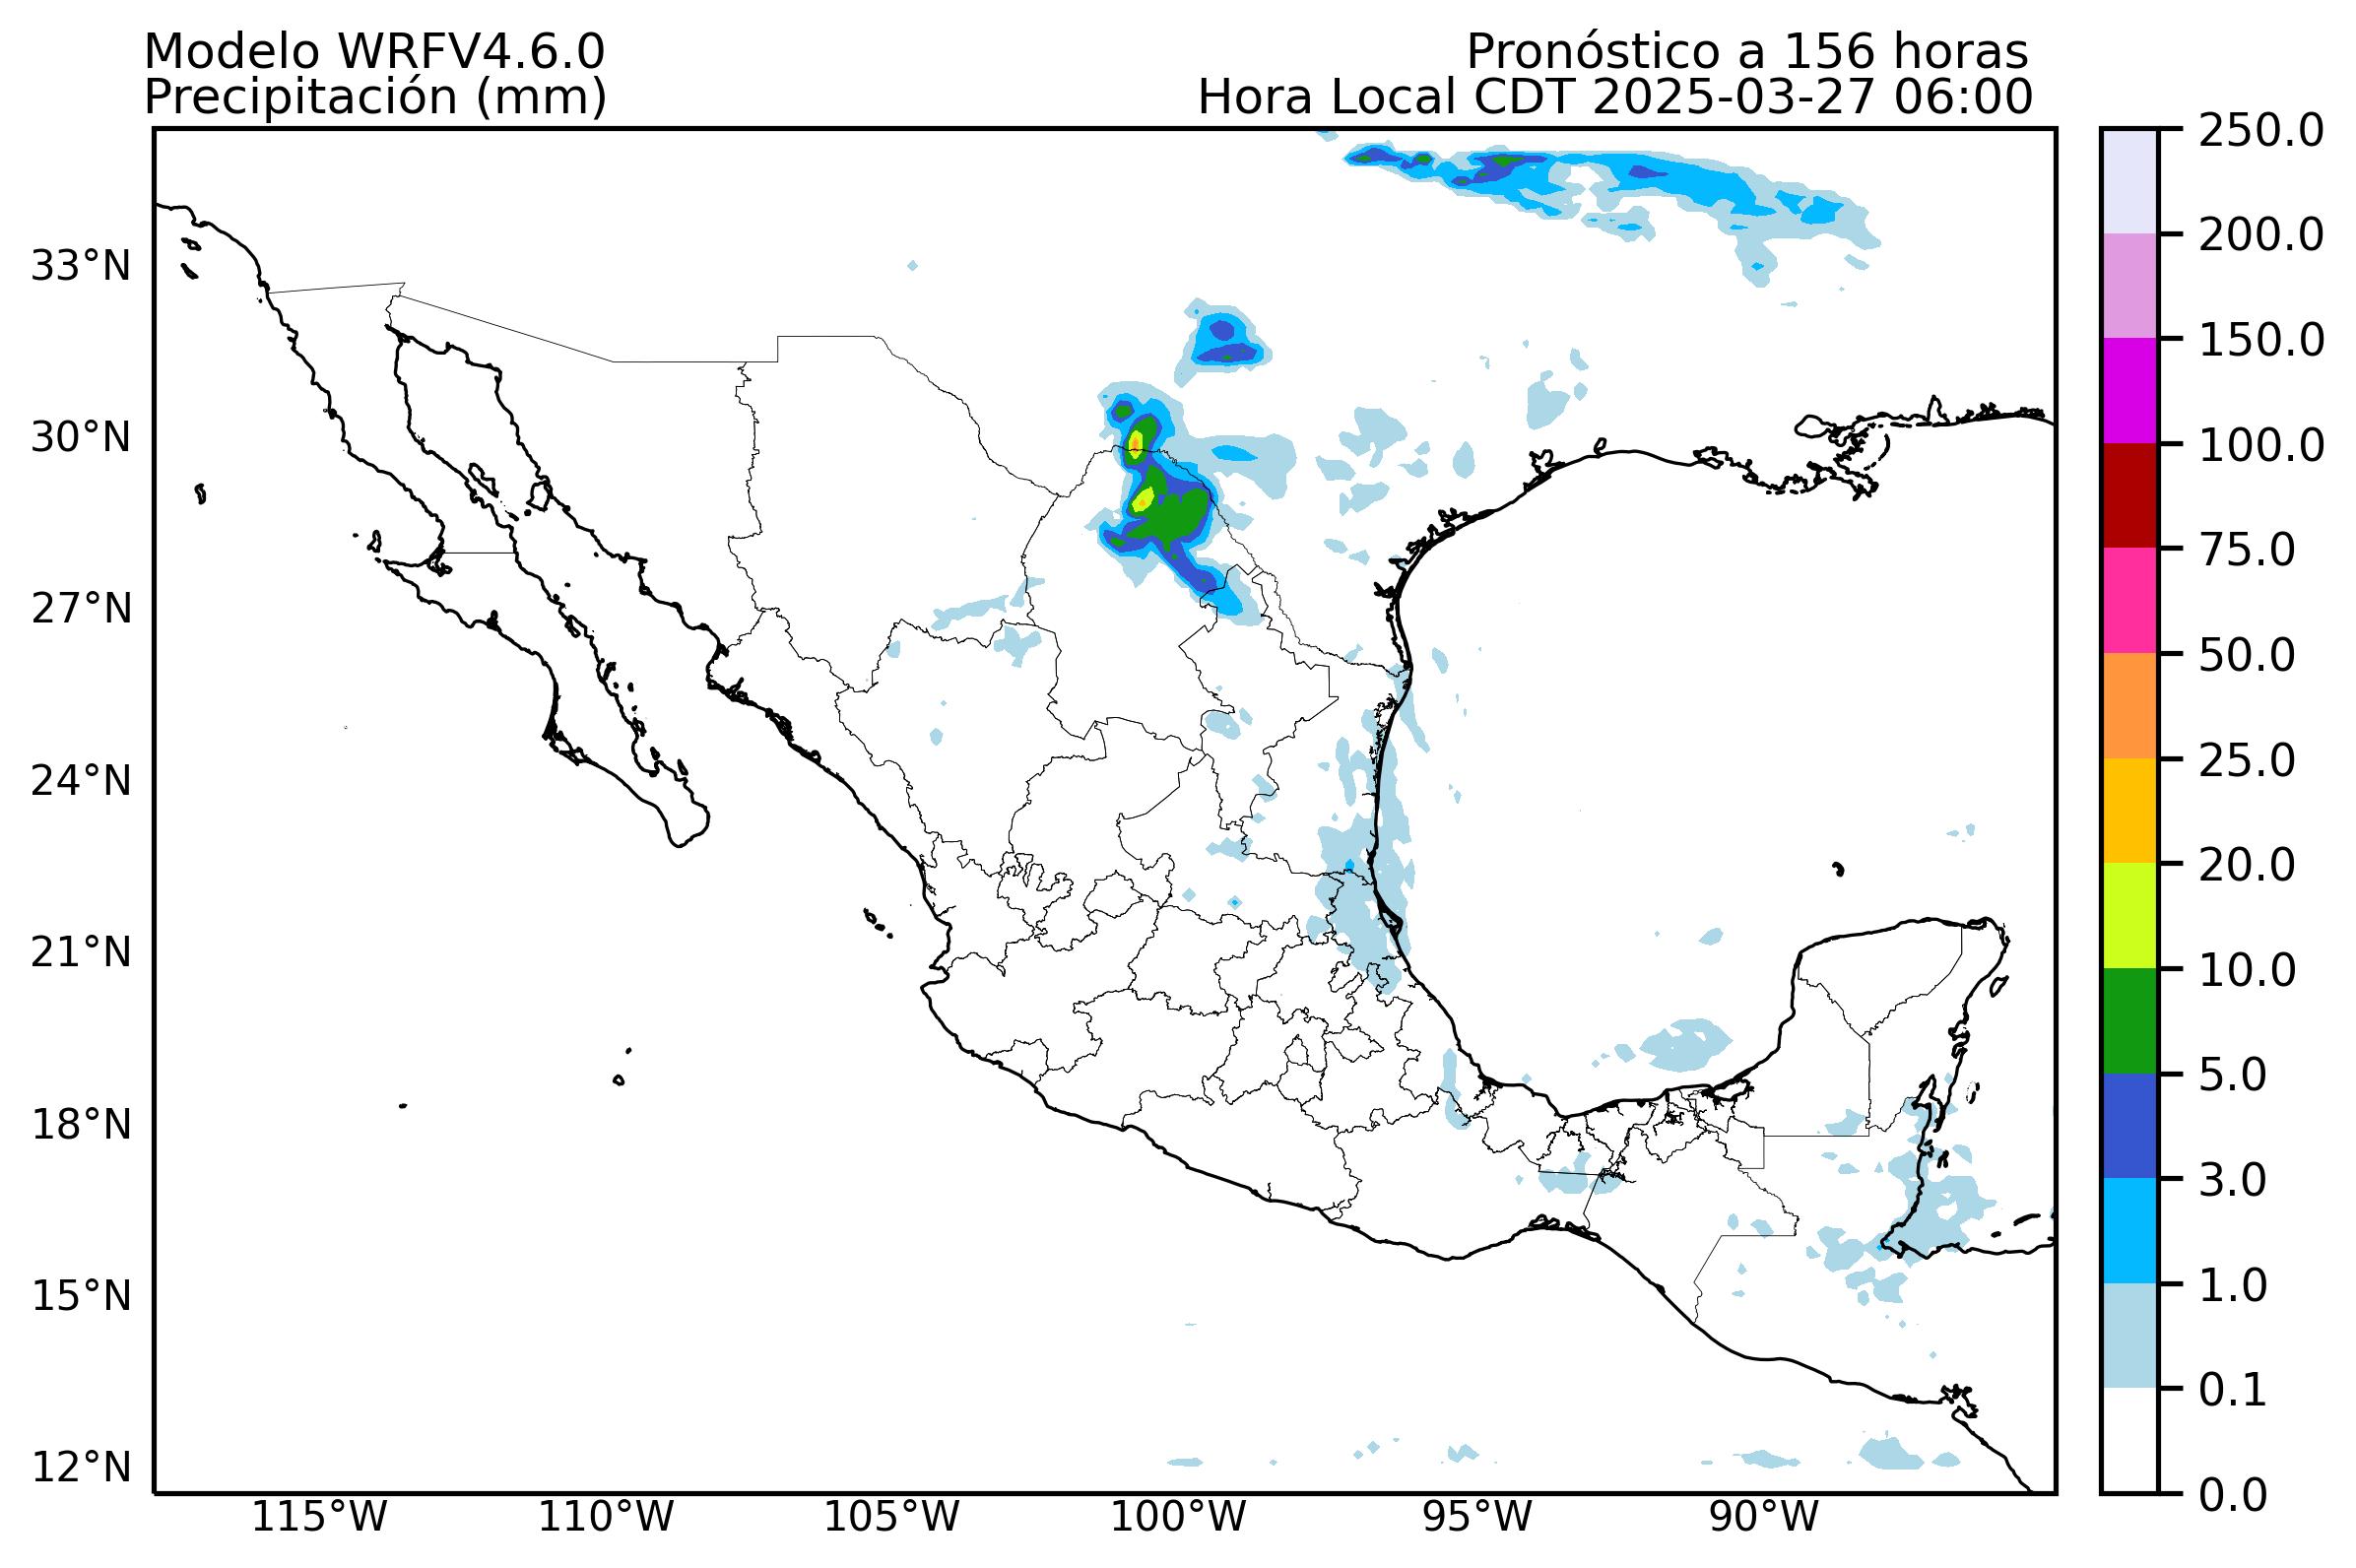 Modelo WRFV4.6.0
Precipitación (mm)
Pronóstico a 156 horas
Hora Local CDT 2025-03-27 06:00
33°N
30°N
27°N
24°N
21°N
18°N
15°N
12°N
115°W
110°W
105°W
100°W
95°W
90°W
250.0
200.0
150.0
100.0
75.0
50.0
25.0
20.0
10.0
5.0
3.0
1.0
0.1
0.0